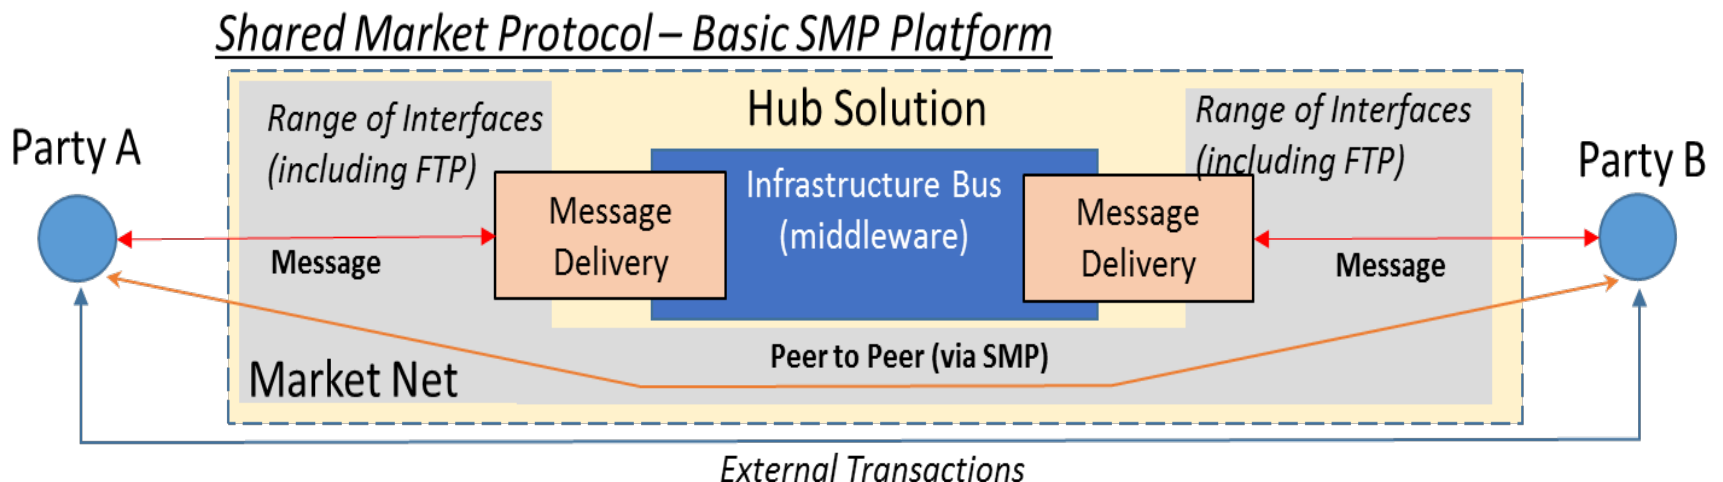 Shared Market Protocol – Basic SMP Platform
Party A
Range of Interfaces
(including FTP)
Hub Solution
Range of Interfaces
(including FTP)
Party B
Message
Delivery
Infrastructure Bus
(middleware)
Message
Delivery
Message
Message
Peer to Peer (via SMP)
Market Net
External Transactions